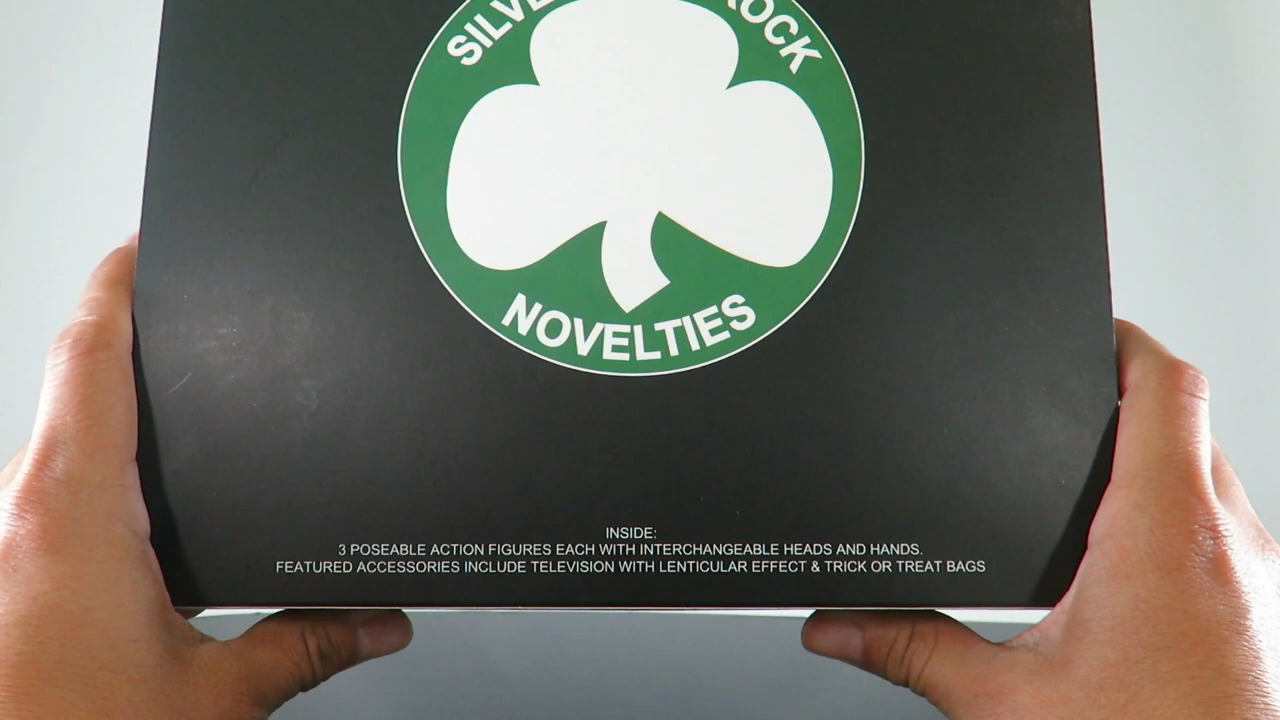 SILVE ROCK
NOVELTIES
INSIDE:
3 POSEABLE ACTION FIGURES EACH WITH INTERCHANGEABLE HEADS AND HANDS.
FEATURED ACCESSORIES INCLUDE TELEVISION WITH LENTICULAR EFFECT & TRICK OR TREAT BAGS